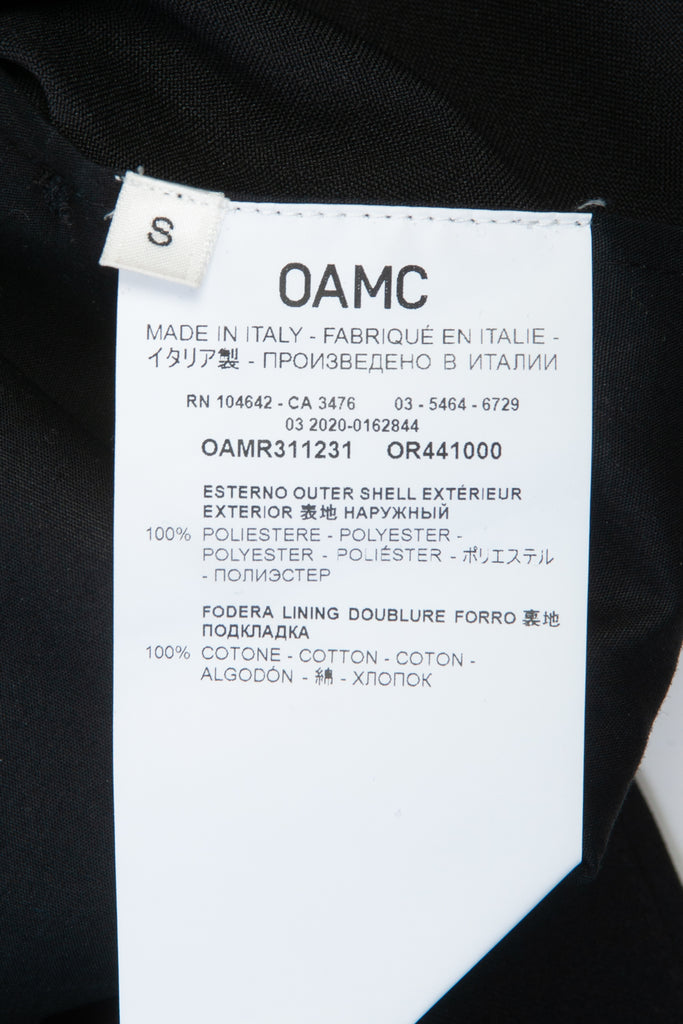 S
OAMC
MADE IN ITALY - FABRIQUÉ EN ITALIE -
イタリア製 - ПРОИЗВЕДЕНО В ИТАЛИИ
RN 104642 - CA 3476 03 - 5464 - 6729
03 2020-0162844
OAMR311231 OR441000
ESTERNO OUTER SHELL EXTÉRIEUR
EXTERIOR 表地 НАРУЖНЫЙ
100% POLIESTERE - POLYESTER -
POLYESTER - POLIÉSTER - ポリエステル
- ПОЛИЭСТЕР
FODERA LINING DOUBLURE FORRO 裏地
ПОДКЛАДКА
100% COTONE - COTTON - COTON -
ALGODÓN - 綿 - ХЛОПОК